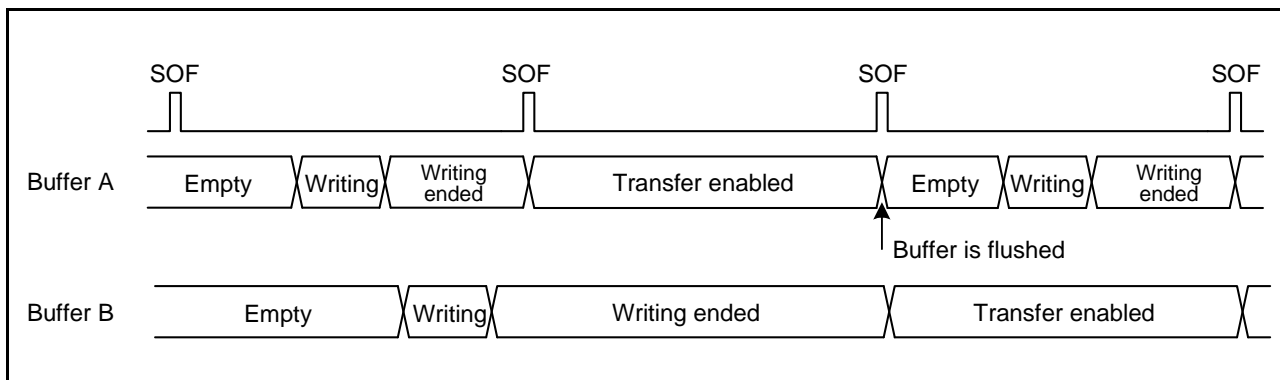 SOF SOF SOF SOF
Buffer A Empty Writing Writing ended Transfer enabled Empty Writing Writing ended
Buffer is flushed
Buffer B Empty Writing Writing ended Transfer enabled